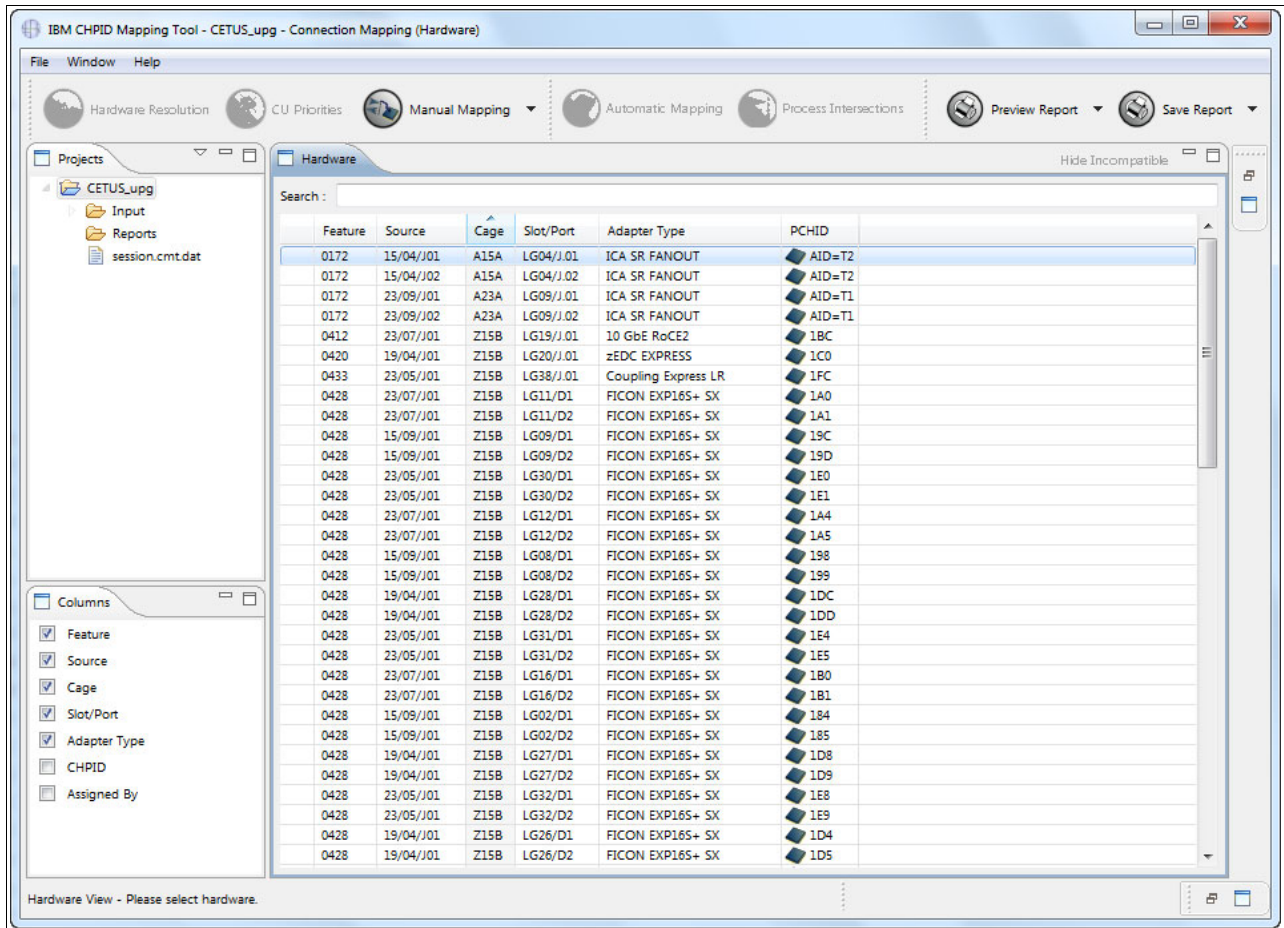 IBM CHPID Mapping Tool - CETUS_upg - Connection Mapping (Hardware)
File Window Help
Hardware Resolution CU Priorities Manual Mapping Automatic Mapping Process Intersections Preview Report Save Report
Projects
CETUS_upg
Input
Reports
session.cmt.dat
Columns
Feature
Source
Cage
Slot/Port
Adapter Type
CHPID
Assigned By
Hardware Hide Incompatible
Search :
Feature Source Cage Slot/Port Adapter Type PCHID
0172 15/04/J01 A15A LG04/J.01 ICA SR FANOUT AID=T2
0172 15/04/J02 A15A LG04/J.02 ICA SR FANOUT AID=T2
0172 23/09/J01 A23A LG09/J.01 ICA SR FANOUT AID=T1
0172 23/09/J02 A23A LG09/J.02 ICA SR FANOUT AID=T1
0412 23/07/J01 Z15B LG19/J.01 10 GbE RoCE2 1BC
0420 19/04/J01 Z15B LG20/J.01 zEDC EXPRESS 1C0
0433 23/05/J01 Z15B LG38/J.01 Coupling Express LR 1FC
0428 23/07/J01 Z15B LG11/D1 FICON EXP16S+ SX 1A0
0428 23/07/J01 Z15B LG11/D2 FICON EXP16S+ SX 1A1
0428 15/09/J01 Z15B LG09/D1 FICON EXP16S+ SX 19C
0428 15/09/J01 Z15B LG09/D2 FICON EXP16S+ SX 19D
0428 23/05/J01 Z15B LG30/D1 FICON EXP16S+ SX 1E0
0428 23/05/J01 Z15B LG30/D2 FICON EXP16S+ SX 1E1
0428 23/07/J01 Z15B LG12/D1 FICON EXP16S+ SX 1A4
0428 23/07/J01 Z15B LG12/D2 FICON EXP16S+ SX 1A5
0428 15/09/J01 Z15B LG08/D1 FICON EXP16S+ SX 198
0428 15/09/J01 Z15B LG08/D2 FICON EXP16S+ SX 199
0428 19/04/J01 Z15B LG28/D1 FICON EXP16S+ SX 1DC
0428 19/04/J01 Z15B LG28/D2 FICON EXP16S+ SX 1DD
0428 23/05/J01 Z15B LG31/D1 FICON EXP16S+ SX 1E4
0428 23/05/J01 Z15B LG31/D2 FICON EXP16S+ SX 1E5
0428 23/07/J01 Z15B LG16/D1 FICON EXP16S+ SX 1B0
0428 23/07/J01 Z15B LG16/D2 FICON EXP16S+ SX 1B1
0428 15/09/J01 Z15B LG02/D1 FICON EXP16S+ SX 184
0428 15/09/J01 Z15B LG02/D2 FICON EXP16S+ SX 185
0428 19/04/J01 Z15B LG27/D1 FICON EXP16S+ SX 1D8
0428 19/04/J01 Z15B LG27/D2 FICON EXP16S+ SX 1D9
0428 23/05/J01 Z15B LG32/D1 FICON EXP16S+ SX 1E8
0428 23/05/J01 Z15B LG32/D2 FICON EXP16S+ SX 1E9
0428 19/04/J01 Z15B LG26/D1 FICON EXP16S+ SX 1D4
0428 19/04/J01 Z15B LG26/D2 FICON EXP16S+ SX 1D5
Hardware View - Please select hardware.